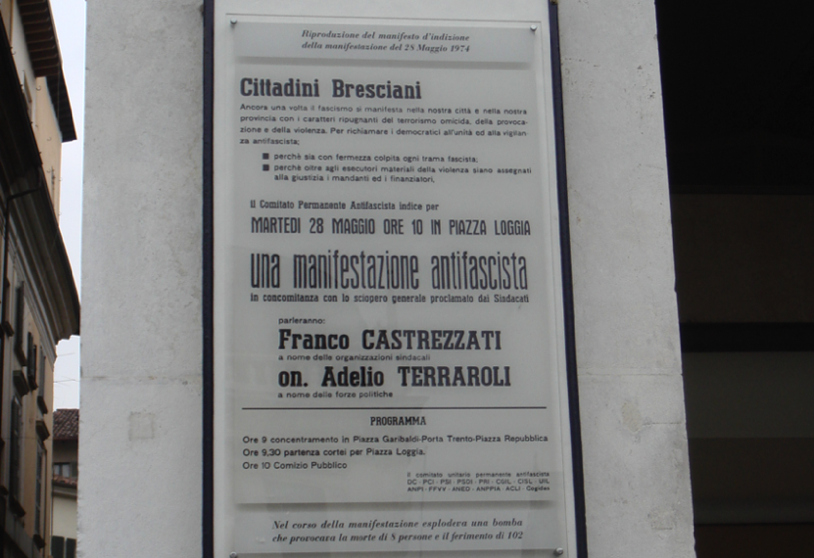 Riproduzione del manifesto d'indizione
della manifestazione del 28 Maggio 1974
Cittadini Bresciani
Ancora una volta il fascismo si manifesta nella nostra città e nella nostra
provincia con i caratteri ripugnanti del terrorismo omicida, della provoca-
zione e della violenza. Per richiamare i democratici all'unità ed alla vigilan-
za antifascista;
■ perchè sia con fermezza colpita ogni trama fascista;
■ perchè oltre agli esecutori materiali della violenza siano assegnati
alla giustizia i mandanti ed i finanziatori,
il Comitato Permanente Antifascista indice per
MARTEDI 28 MAGGIO ORE 10 IN PIAZZA LOGGIA
una manifestazione antifascista
in concomitanza con lo sciopero generale proclamato dai Sindacati
parleranno:
Franco CASTREZZATI
a nome delle organizzazioni sindacali
on. Adelio TERRAROLI
a nome delle forze politiche
PROGRAMMA
Ore 9 concentramento in Piazza Garibaldi-Porta Trento-Piazza Repubblica
Ore 9,30 partenza cortei per Piazza Loggia.
Ore 10 Comizio Pubblico
il comitato unitario permanente antifascista
DC - PCI - PSI - PSDI - PRI - CGIL - CISL - UIL
ANPI - FFVV - ANED - ANPPIA - ACLI - Cogidas
Nel corso della manifestazione esplodeva una bomba
che provocava la morte di 8 persone e il ferimento di 102